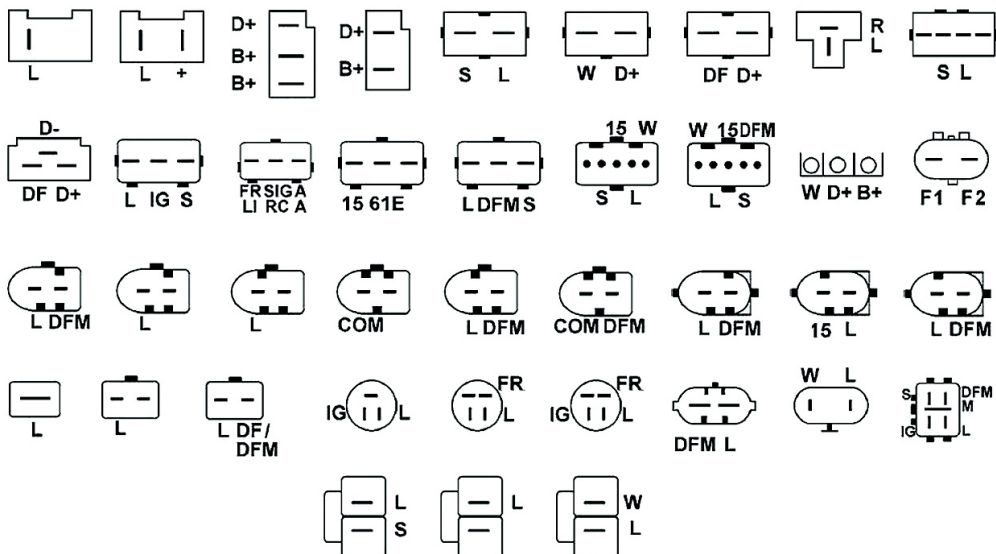 L
L +
D+
B+
B+
D+
B+
S L
W D+
DF D+
R
L
S L
D-
DF D+
L IG S
FR SIG A
LI RC A
15 61E
L DFM S
15 W
S L
W 15DFM
L S
W D+ B+
F1 F2
L DFM
L
L
COM
L DFM
COM DFM
L DFM
15 L
L DFM
L
L
L DF/
DFM
IG L
FR
L
FR
IG L
DFM L
W L
S DFM
M
IG L
L
S
L
W
L